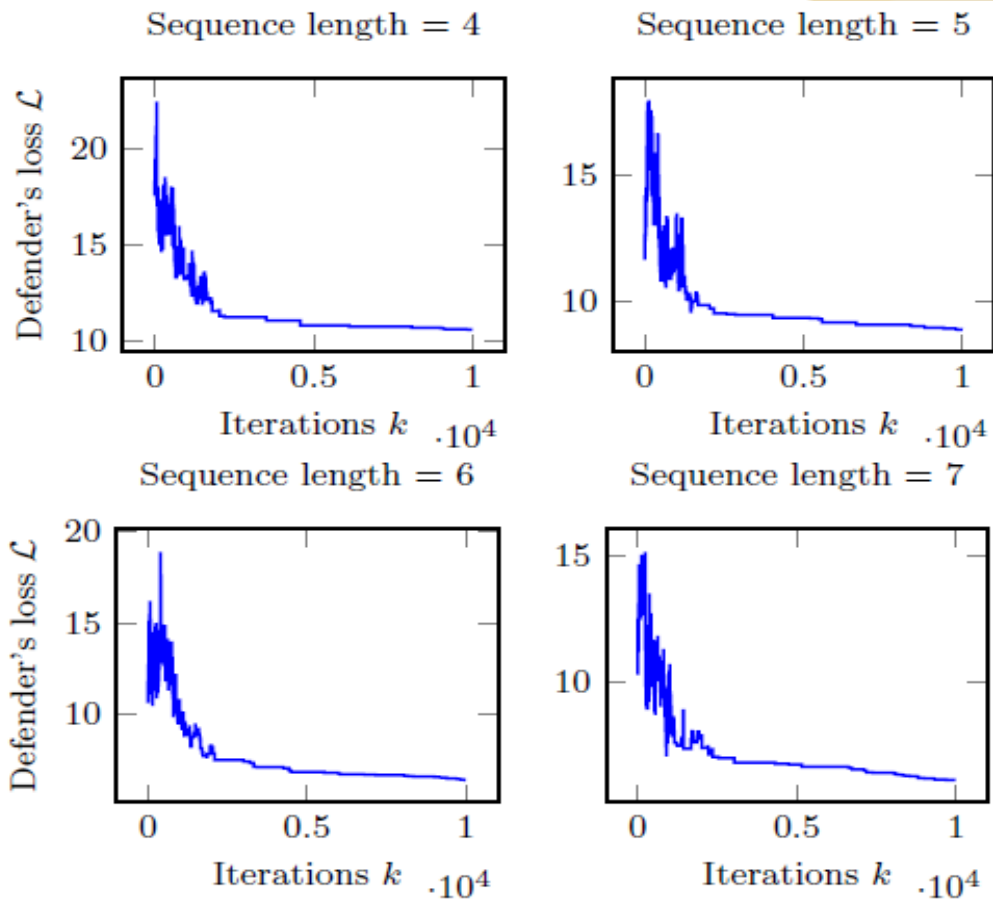 Sequence length = 4
Sequence length = 5
Defender's loss ℒ
20
15
10
15
10
0
0.5
1
0
0.5
1
Iterations k
·10⁴
Iterations k
·10⁴
Sequence length = 6
Sequence length = 7
Defender's loss ℒ
20
15
10
15
10
0
0.5
1
0
0.5
1
Iterations k
·10⁴
Iterations k
·10⁴